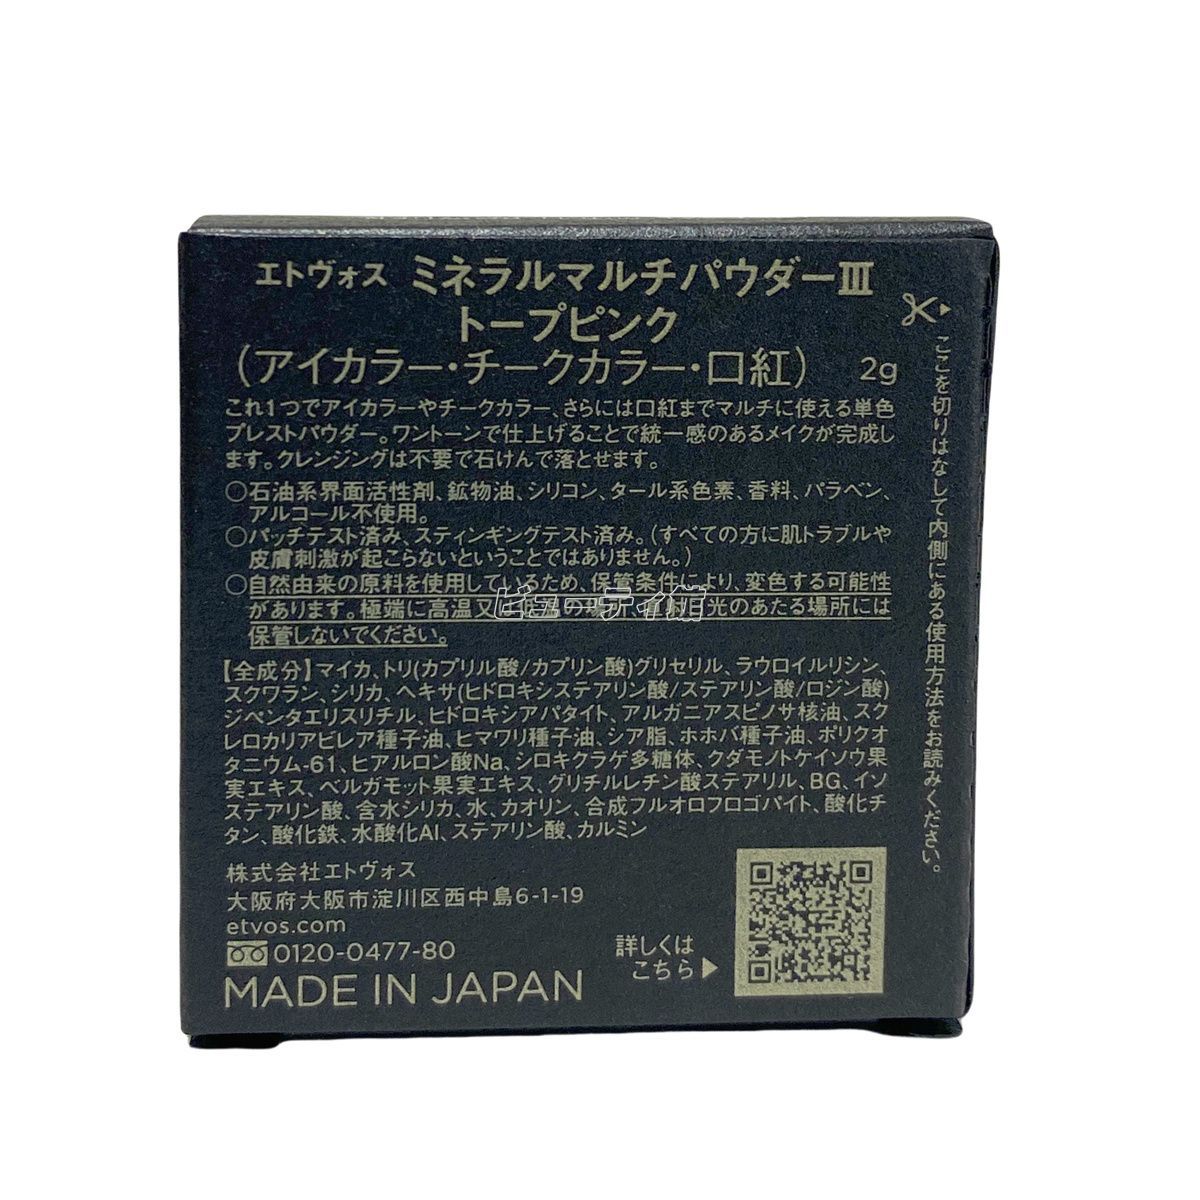 エトヴォス ミネラルマルチパウダーⅢ
トープピンク
(アイカラー・チークカラー・口紅) 2g
これ1つでアイカラーやチークカラー、さらには口紅までマルチに使える単色
プレストパウダー。ワントーンで仕上げることで統一感のあるメイクが完成し
ます。クレンジングは不要で石けんで落とせます。
○石油系界面活性剤、鉱物油、シリコン、タール系色素、香料、パラベン、
アルコール不使用。
○パッチテスト済み、スティンギングテスト済み。(すべての方に肌トラブルや
皮膚刺激が起こらないということではありません。)
○自然由来の原料を使用しているため、保管条件により、変色する可能性
があります。極端に高温又は
光のあたる場所には
保管しないでください。
【全成分】マイカ、トリ(カプリル酸/カプリン酸)グリセリル、ラウロイルリシン、
スクワラン、シリカ、ヘキサ(ヒドロキシステアリン酸/ステアリン酸/ロジン酸)
ジペンタエリスリチル、ヒドロキシアパタイト、アルガニアスピノサ核油、スク
レロカリアビレア種子油、ヒマワリ種子油、シア脂、ホホバ種子油、ポリクオ
タニウム-61、ヒアルロン酸Na、シロキクラゲ多糖体、クダモノトケイソウ果
実エキス、ベルガモット果実エキス、グリチルレチン酸ステアリル、BG、イソ
ステアリン酸、含水シリカ、水、カオリン、合成フルオロフロゴパイト、酸化チ
タン、酸化鉄、水酸化Al、ステアリン酸、カルミン
株式会社エトヴォス
大阪府大阪市淀川区西中島6-1-19
etvos.com
0120-0477-80
MADE IN JAPAN
詳しくは
こちら▶
ここを切りはなして内側にある使用方法をお読みください。
ビューティ館